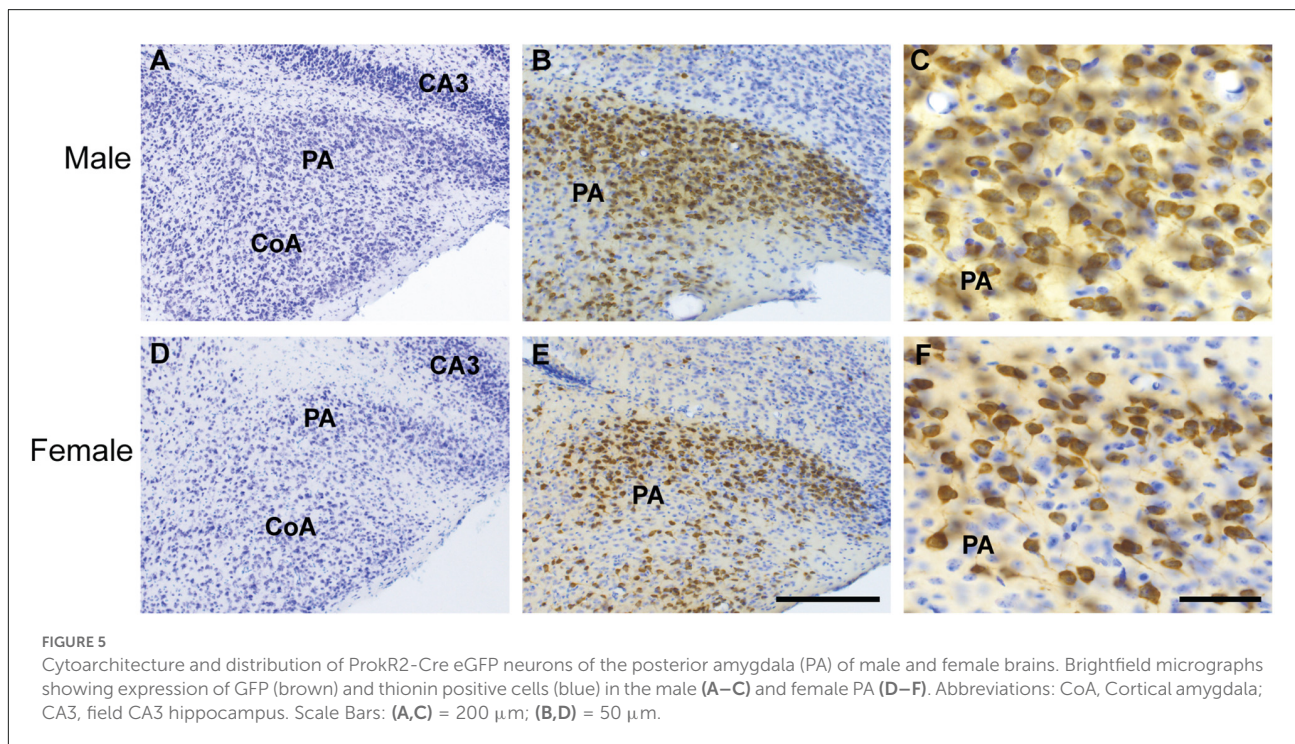 A
CA3
B
C
Male
PA
PA
CoA
PA
D
CA3
E
F
PA
Female
PA
CoA
PA
FIGURE 5
Cytoarchitecture and distribution of ProkR2-Cre eGFP neurons of the posterior amygdala (PA) of male and female brains. Brightfield micrographs
showing expression of GFP (brown) and thionin positive cells (blue) in the male (A–C) and female PA (D–F). Abbreviations: CoA, Cortical amygdala;
CA3, field CA3 hippocampus. Scale Bars: (A,C) = 200 μm; (B,D) = 50 μm.